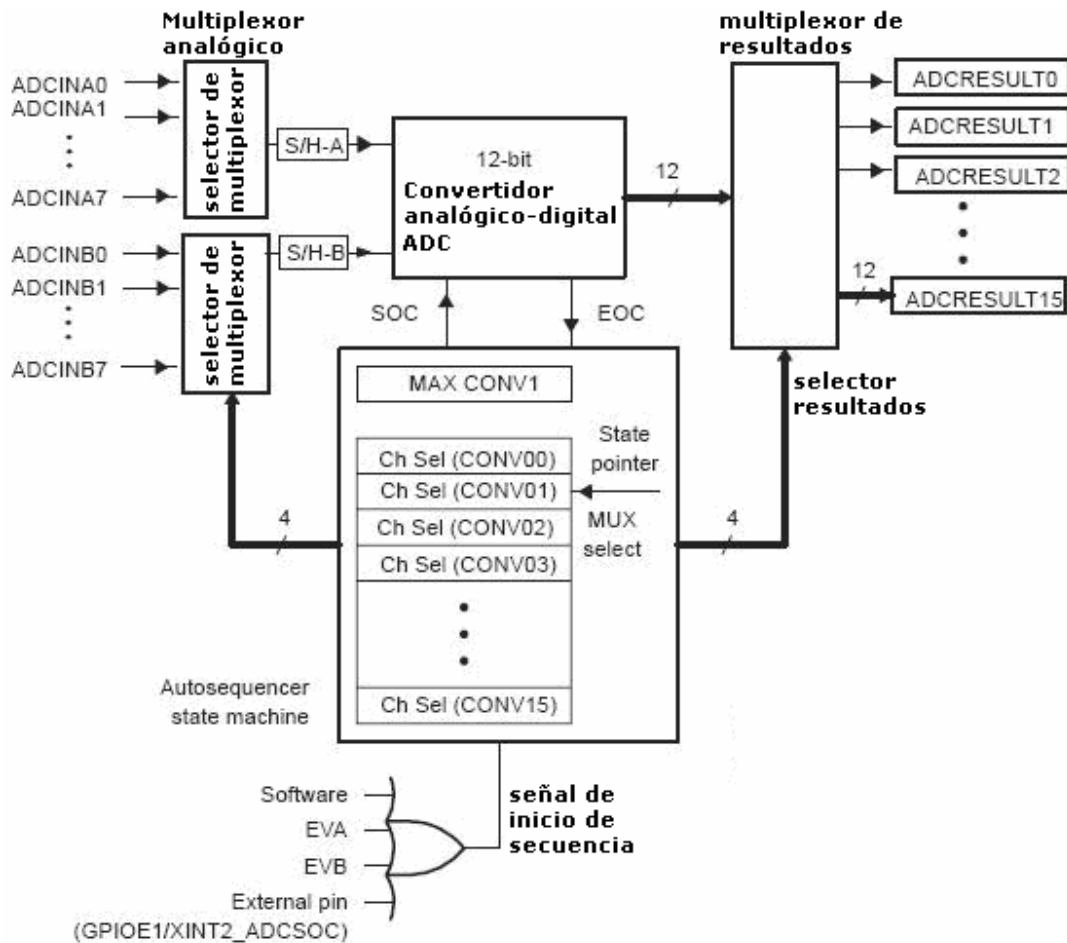 Multiplexor
analógico
multiplexor de
resultados
ADCINA0
ADCINA1
ADCINA7
selector de
multiplexor
S/H-A
12-bit
Convertidor
analógico-digital
ADC
12
ADCRESULT0
ADCRESULT1
ADCRESULT2
12
ADCRESULT15
ADCINB0
ADCINB1
ADCINB7
selector de
multiplexor
S/H-B
SOC
EOC
MAX CONV1
selector
resultados
Ch Sel (CONV00)
Ch Sel (CONV01)
Ch Sel (CONV02)
Ch Sel (CONV03)
Ch Sel (CONV15)
State
pointer
MUX
select
4
4
Autosequencer
state machine
Software
EVA
EVB
External pin
(GPIOE1/XINT2_ADCSOC)
señal de
inicio de
secuencia